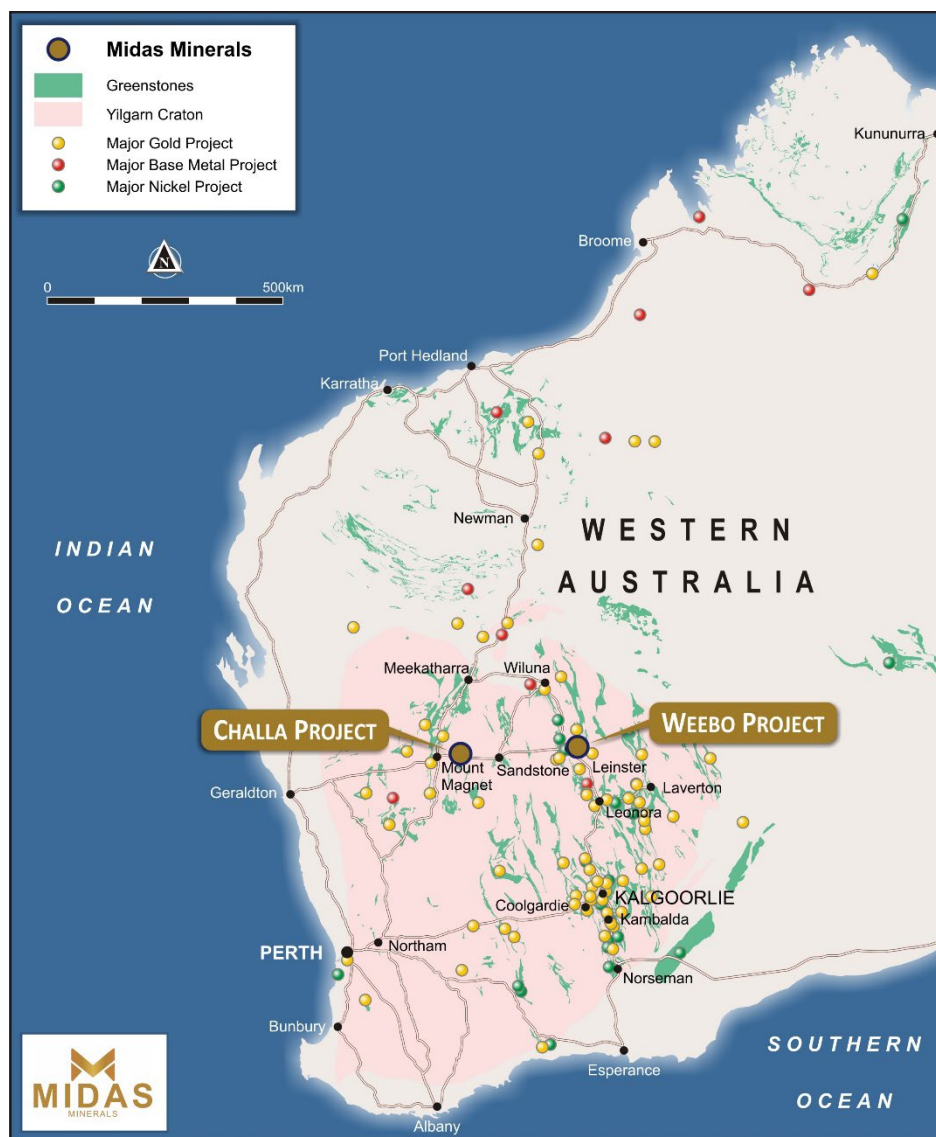 Midas Minerals
Greenstones
Yilgarn Craton
Major Gold Project
Major Base Metal Project
Major Nickel Project
N
0 500km
Kununurra
Broome
Port Hedland
Karratha
Newman
WESTERN
AUSTRALIA
INDIAN
OCEAN
Meekatharra
Wiluna
CHALLA PROJECT
WEEBO PROJECT
Mount
Magnet
Sandstone
Leinster
Geraldton
Laverton
Leonora
KALGOORLIE
Coolgardie
Kambalda
PERTH
Northam
Norseman
Bunbury
Esperance
SOUTHERN
OCEAN
Albany
MIDAS
MINERALS